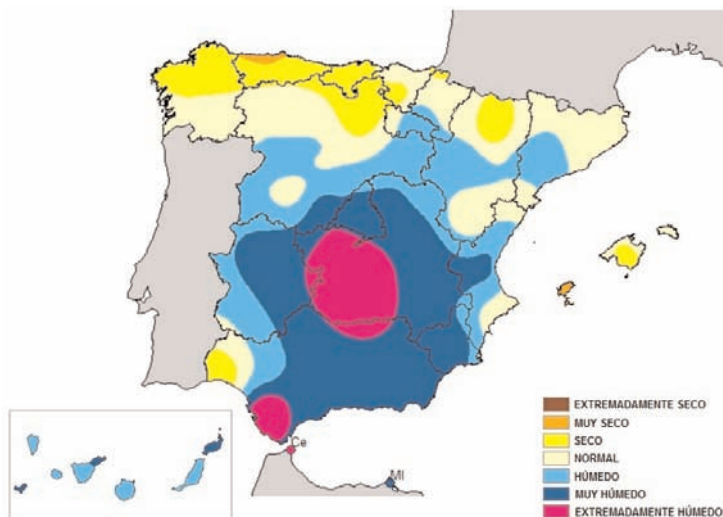 EXTREMADAMENTE SECO
MUY SECO
SECO
NORMAL
HÚMEDO
MUY HÚMEDO
EXTREMADAMENTE HÚMEDO
Ce
Ml